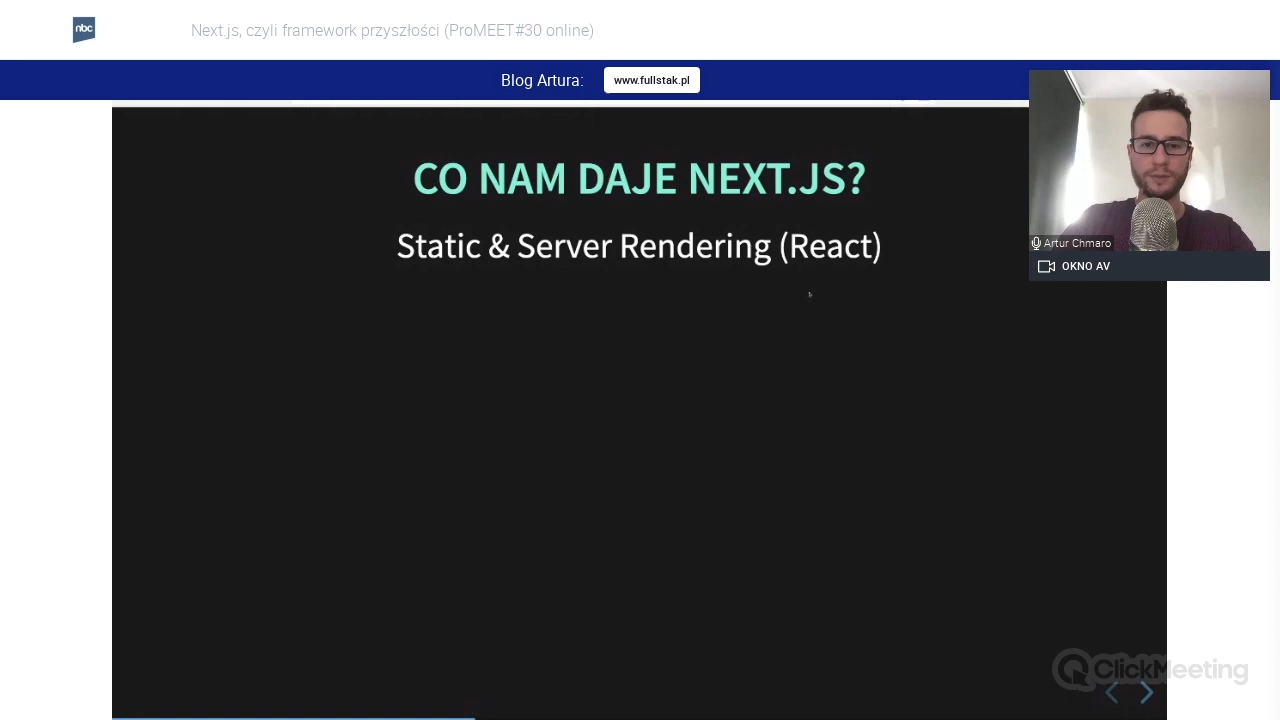 nbc
Next.js, czyli framework przyszłości (ProMEET#30 online)
Blog Artura:
www.fullstak.pl
CO NAM DAJE NEXT.JS?
Static & Server Rendering (React)
Artur Chmaro
OKNO AV
ClickMeeting